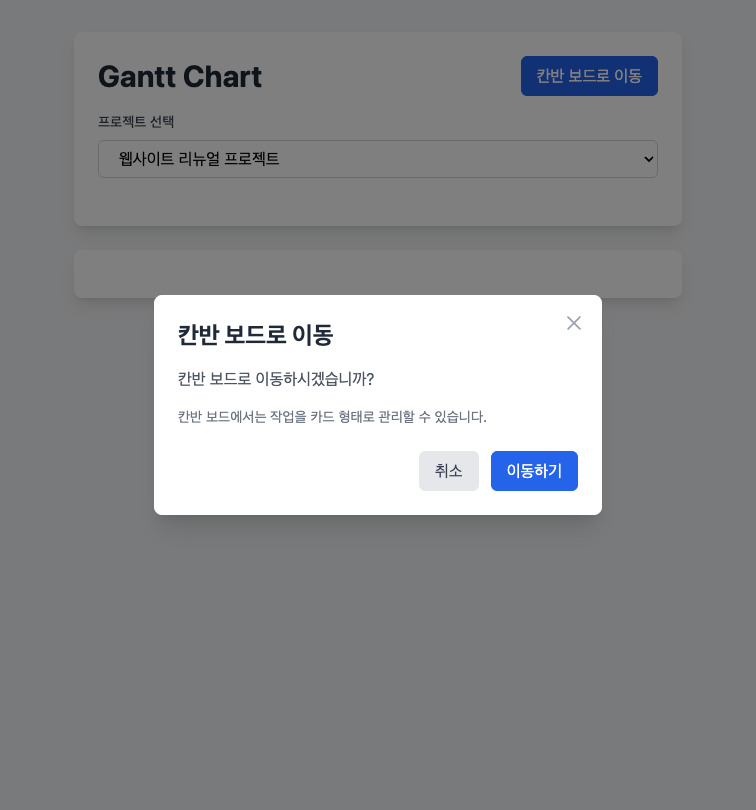 Gantt Chart
칸반 보드로 이동
프로젝트 선택
웹사이트 리뉴얼 프로젝트
칸반 보드로 이동
칸반 보드로 이동하시겠습니까?
칸반 보드에서는 작업을 카드 형태로 관리할 수 있습니다.
취소
이동하기